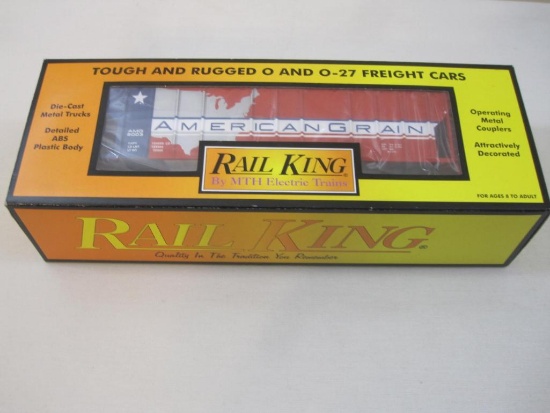 TOUGH AND RUGGED O AND O-27 FREIGHT CARS
Die-Cast
Metal Trucks
Detailed
ABS
Plastic Body
AMERICANGRAIN
Operating
Metal
Couplers
Attractively
Decorated
RAIL KING®
By MTH Electric Trains
FOR AGES 8 TO ADULT
RAIL KING®
Quality In The Tradition You Remember